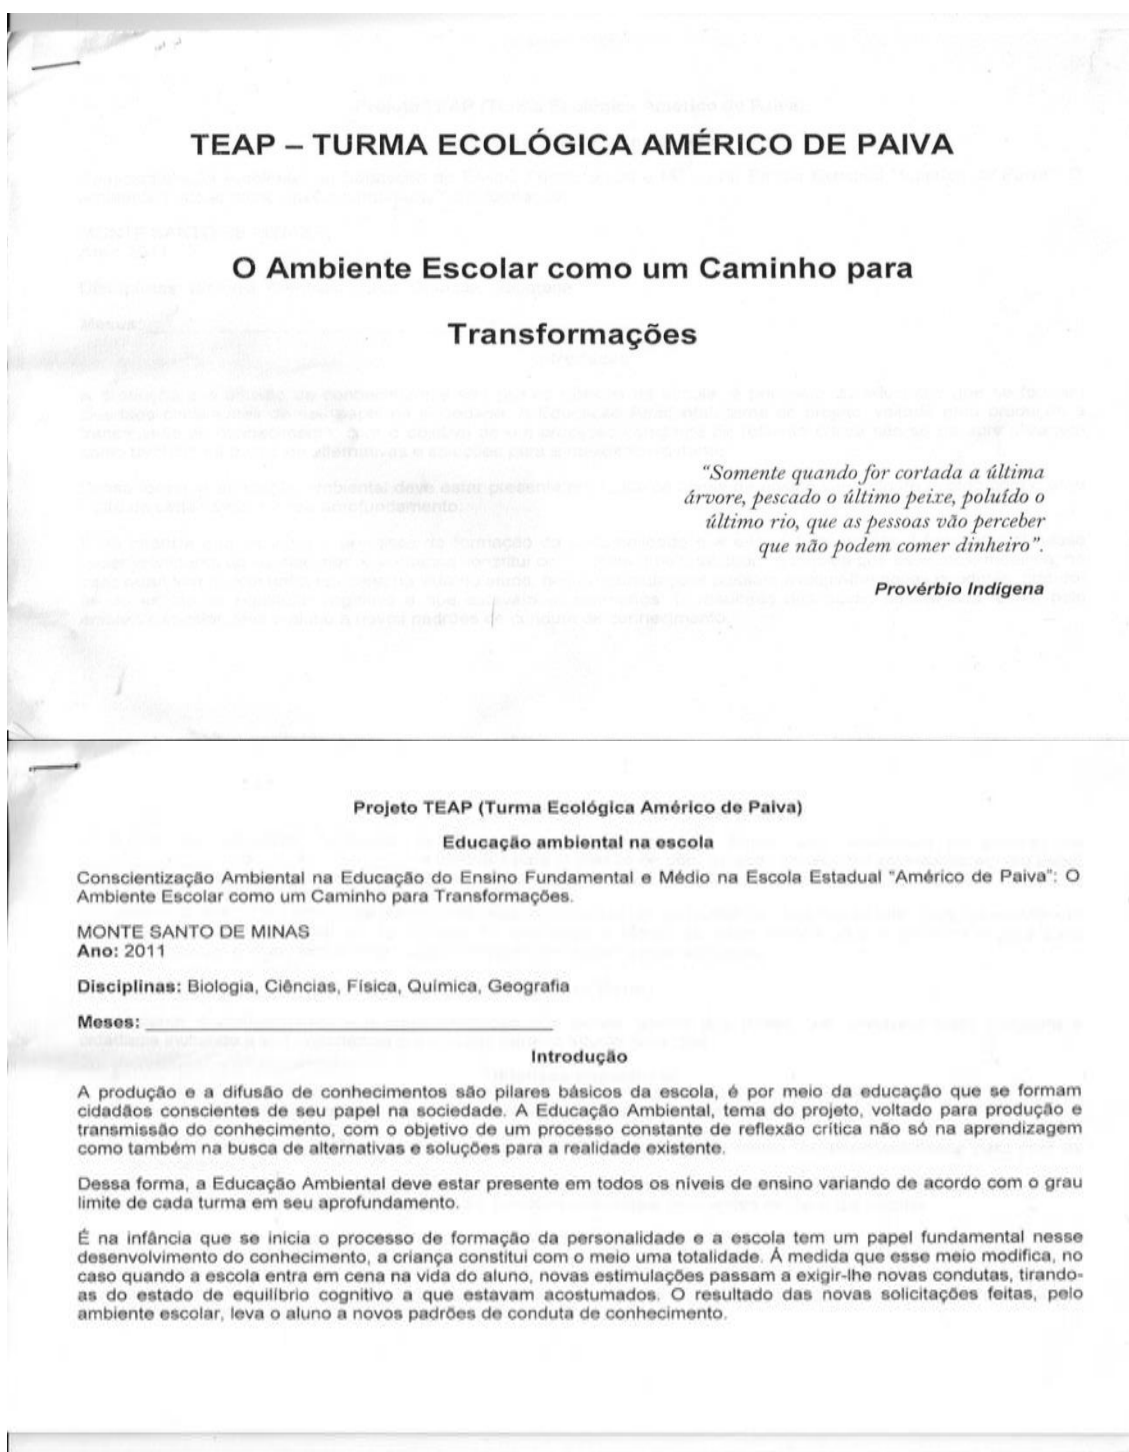 TEAP – TURMA ECOLÓGICA AMÉRICO DE PAIVA
O Ambiente Escolar como um Caminho para
Transformações
“Somente quando for cortada a última
árvore, pescado o último peixe, poluído o
último rio, que as pessoas vão perceber
que não podem comer dinheiro”.
Provérbio Indígena
Projeto TEAP (Turma Ecológica Américo de Paiva)
Educação ambiental na escola
Conscientização Ambiental na Educação do Ensino Fundamental e Médio na Escola Estadual “Américo de Paiva”: O
Ambiente Escolar como um Caminho para Transformações.
MONTE SANTO DE MINAS
Ano: 2011
Disciplinas: Biologia, Ciências, Física, Química, Geografia
Meses:
Introdução
A produção e a difusão de conhecimentos são pilares básicos da escola, é por meio da educação que se formam
cidadãos conscientes de seu papel na sociedade. A Educação Ambiental, tema do projeto, voltado para produção e
transmissão do conhecimento, com o objetivo de um processo constante de reflexão crítica não só na aprendizagem
como também na busca de alternativas e soluções para a realidade existente.
Dessa forma, a Educação Ambiental deve estar presente em todos os níveis de ensino variando de acordo com o grau
limite de cada turma em seu aprofundamento.
É na infância que se inicia o processo de formação da personalidade e a escola tem um papel fundamental nesse
desenvolvimento do conhecimento, a criança constitui com o meio uma totalidade. Á medida que esse meio modifica, no
caso quando a escola entra em cena na vida do aluno, novas estimulações passam a exigir-lhe novas condutas, tirando-
as do estado de equilíbrio cognitivo a que estavam acostumados. O resultado das novas solicitações feitas, pelo
ambiente escolar, leva o aluno a novos padrões de conduta de conhecimento.